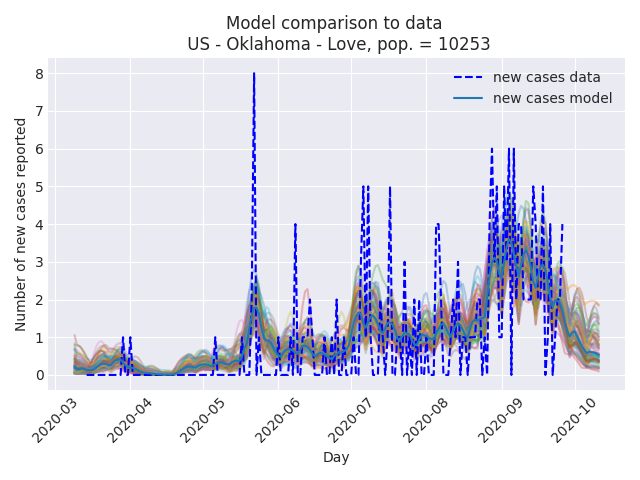 Model comparison to data
US - Oklahoma - Love, pop. = 10253
new cases data
new cases model
Number of new cases reported
8
7
6
5
4
3
2
1
0
2020-03
2020-04
2020-05
2020-06
2020-07
2020-08
2020-09
2020-10
Day